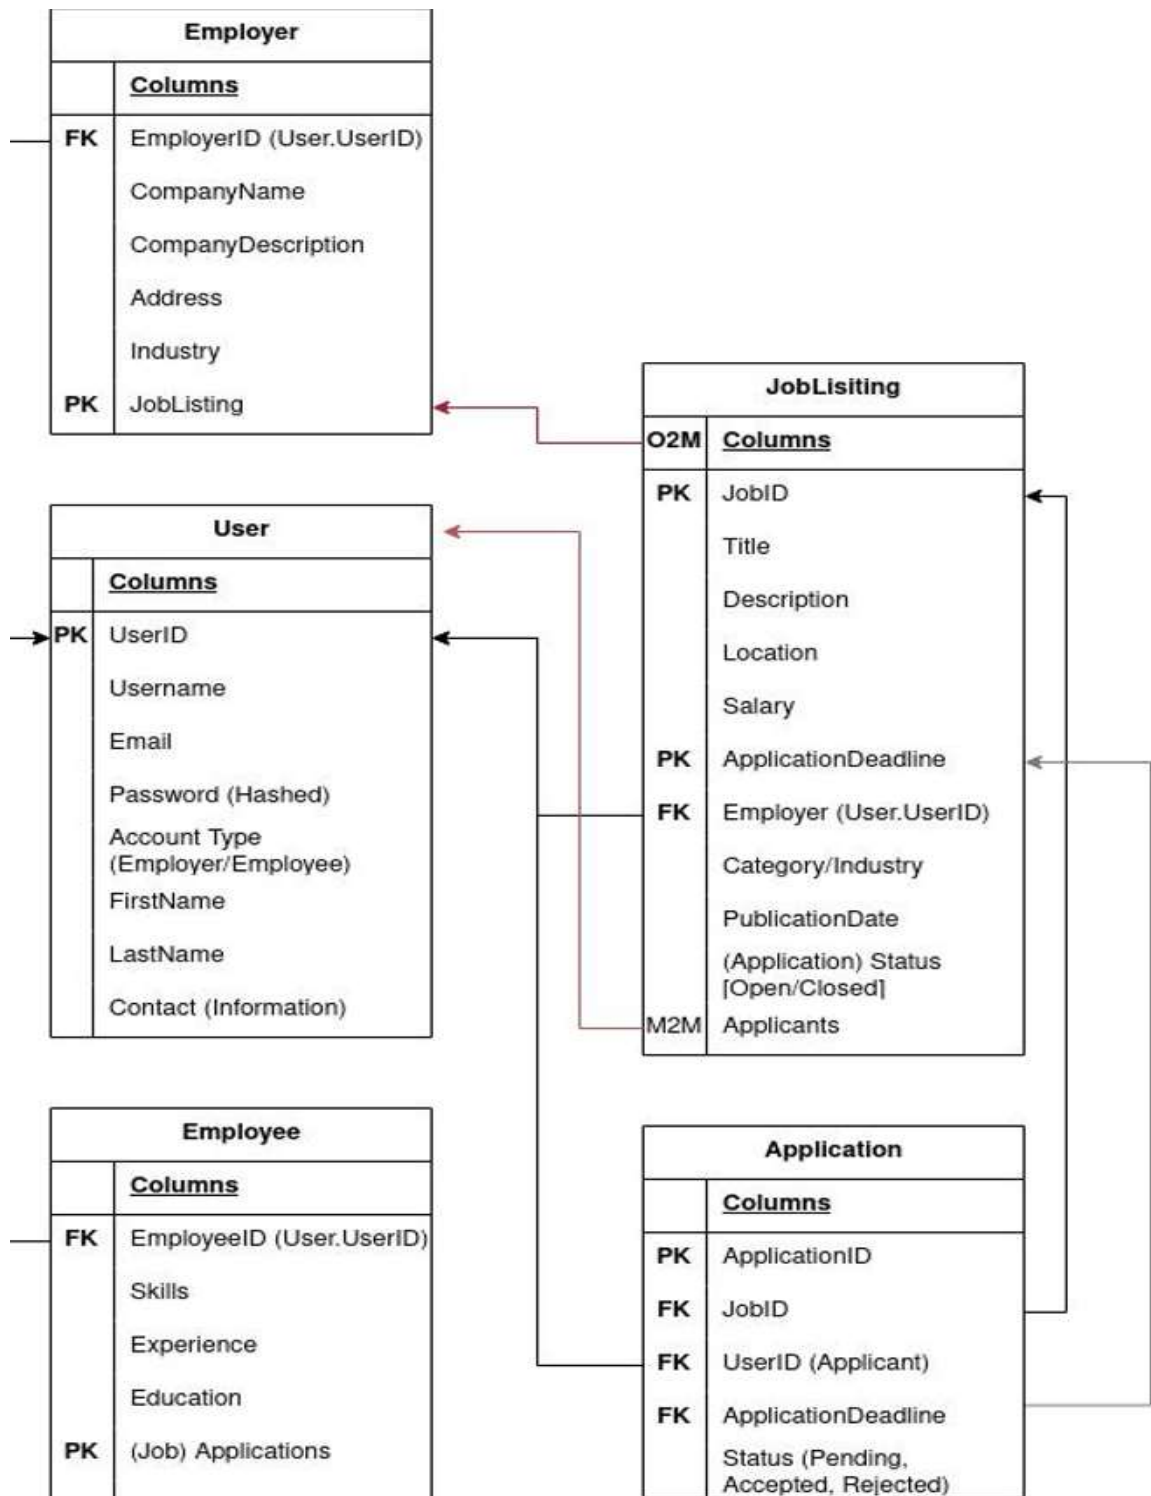 Employer
Columns
FK EmployerID (User.UserID)
CompanyName
CompanyDescription
Address
Industry
PK JobListing
User
Columns
PK UserID
Username
Email
Password (Hashed)
Account Type
(Employer/Employee)
FirstName
LastName
Contact (Information)
Employee
Columns
FK EmployeeID (User.UserID)
Skills
Experience
Education
PK (Job) Applications
JobLisiting
O2M Columns
PK JobID
Title
Description
Location
Salary
PK ApplicationDeadline
FK Employer (User.UserID)
Category/Industry
PublicationDate
(Application) Status
[Open/Closed]
M2M Applicants
Application
Columns
PK ApplicationID
FK JobID
FK UserID (Applicant)
FK ApplicationDeadline
Status (Pending,
Accepted, Rejected)